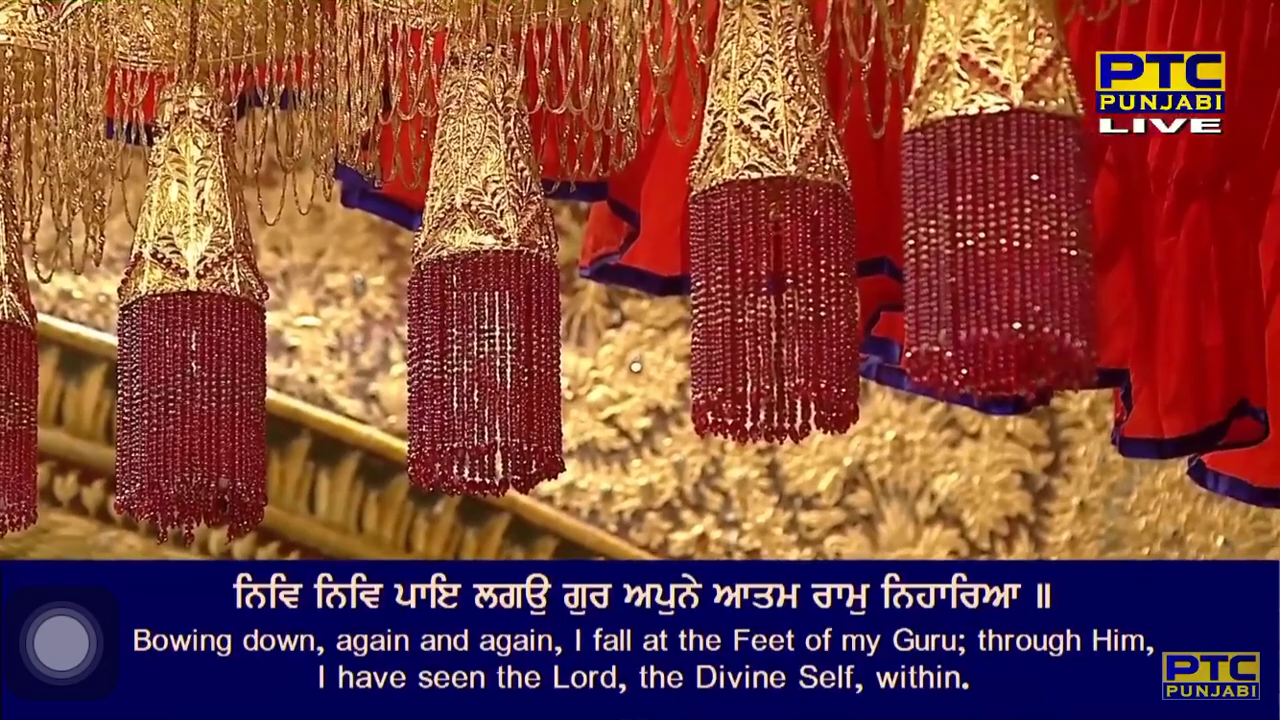 PTC
PUNJABI
LIVE
ਨਿਵਿ ਨਿਵਿ ਪਾਇ ਲਗਉ ਗੁਰ ਅਪੁਨੇ ਆਤਮ ਰਾਮੁ ਨਿਹਾਰਿਆ ॥
Bowing down, again and again, I fall at the Feet of my Guru; through Him,
I have seen the Lord, the Divine Self, within.
PTC
PUNJABI